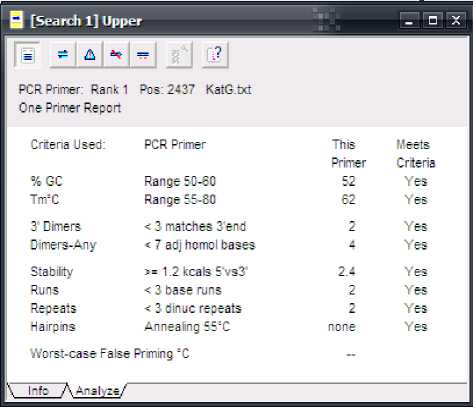 [Search 1] Upper
PCR Primer: Rank 1 Pos: 2437 KatG.txt
One Primer Report
Criteria Used: PCR Primer This Primer Meets Criteria
% GC Range 50-60 52 Yes
Tm°C Range 55-80 62 Yes
3' Dimers < 3 matches 3'end 2 Yes
Dimers-Any < 7 adj homol bases 4 Yes
Stability >= 1.2 kcals 5'vs3' 2.4 Yes
Runs < 3 base runs 2 Yes
Repeats < 3 dinuc repeats 2 Yes
Hairpins Annealing 55°C none Yes
Worst-case False Priming °C --
Info Analyze